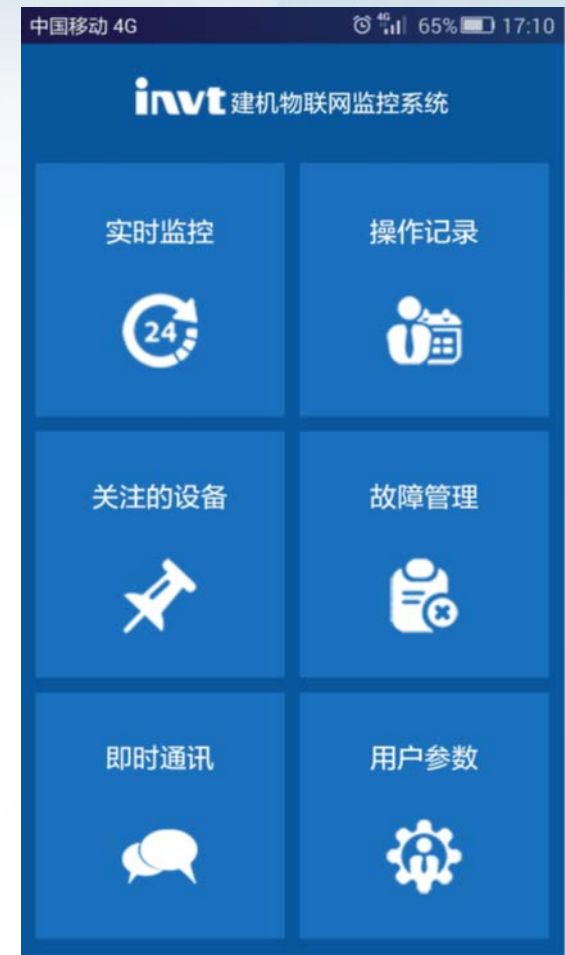 中国移动 4G 4G 65% 17:10
invt 建机物联网监控系统
实时监控 操作记录
24
关注的设备 故障管理
即时通讯 用户参数